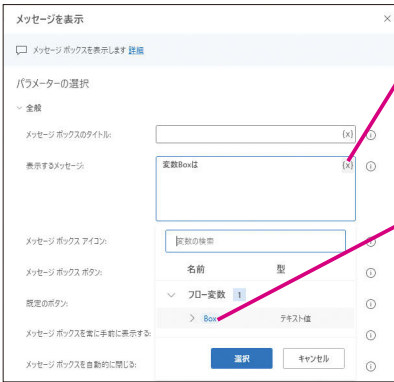 メッセージを表示
メッセージ ボックスを表示します 詳細
パラメーターの選択
全般
メッセージ ボックスのタイトル:
{x}
表示するメッセージ:
変数Boxは
{x}
メッセージ ボックス アイコン:
変数の検索
メッセージ ボックス ボタン:
名前 型
フロー変数 1
既定のボタン:
Box テキスト値
メッセージ ボックスを常に手前に表示する:
メッセージ ボックスを自動的に閉じる:
選択 キャンセル